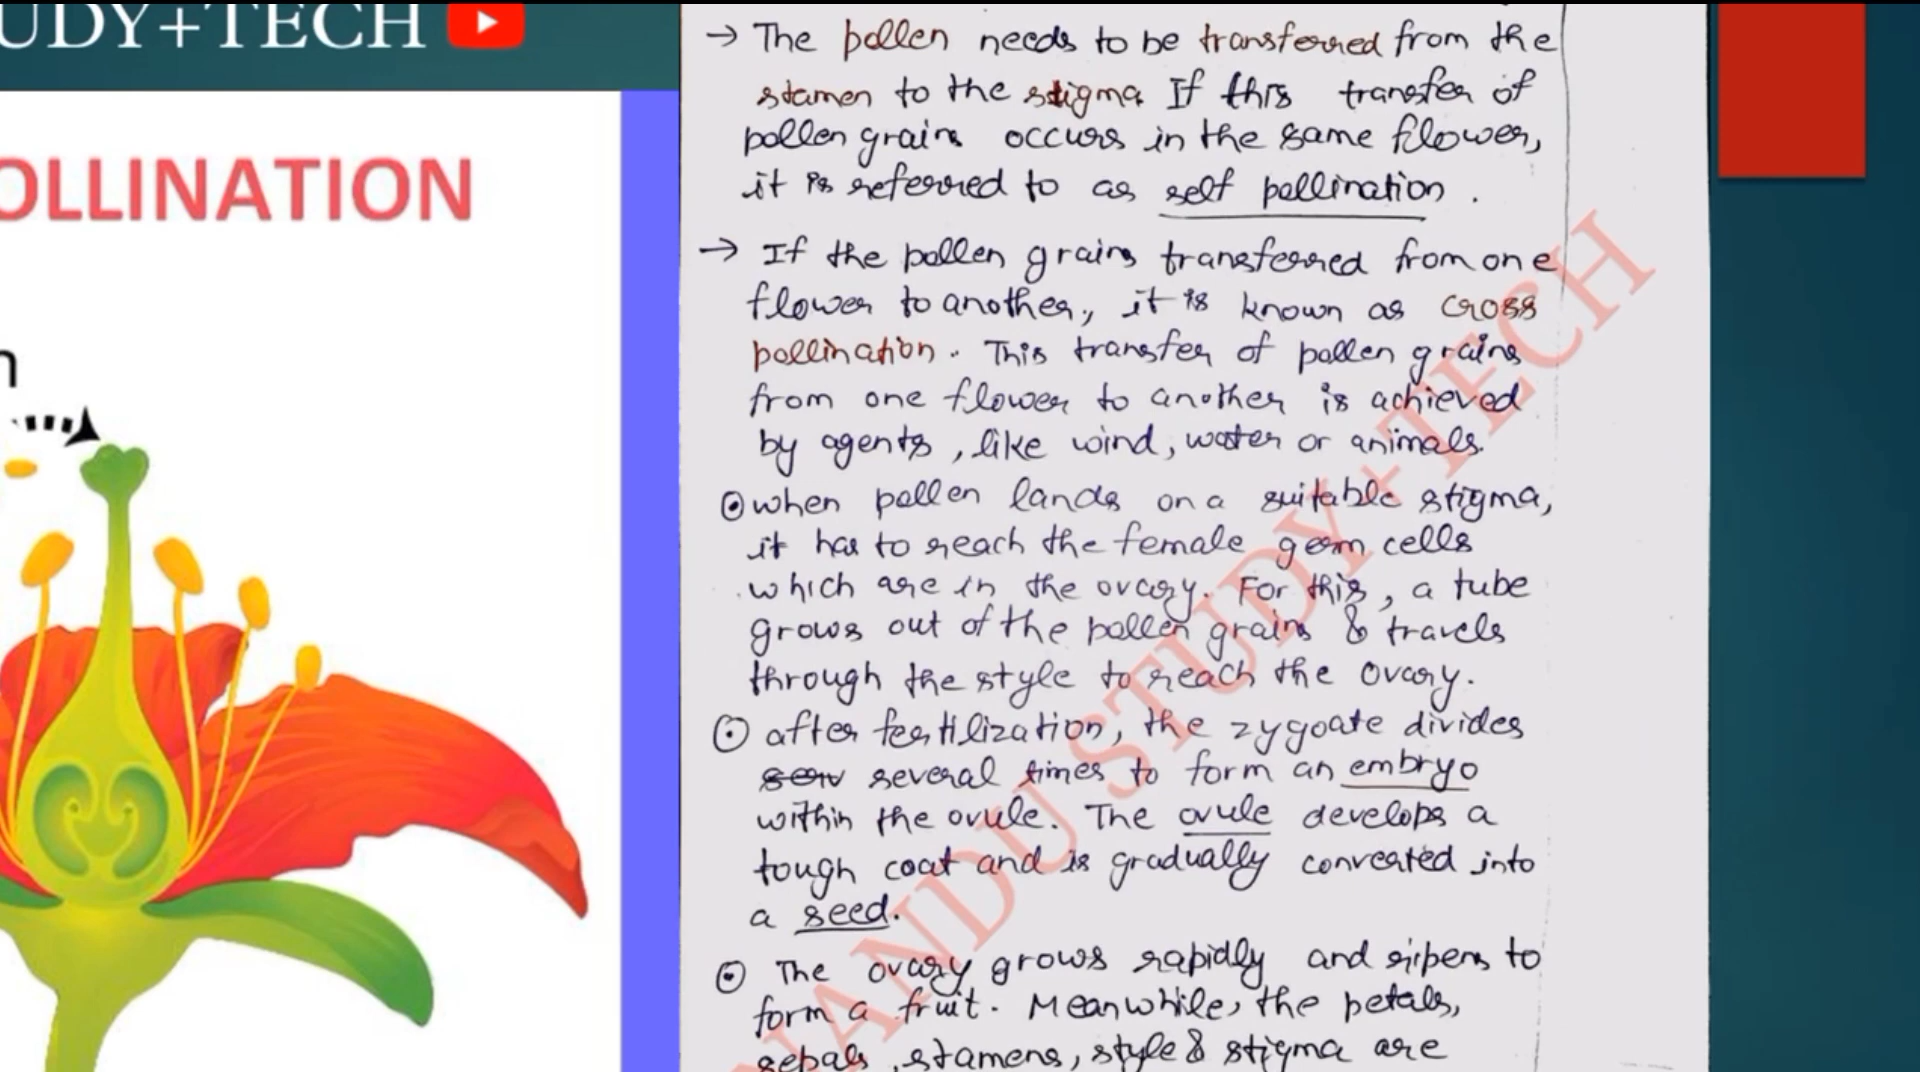 UDY+TECH
OLLINATION
n
→ The pollen needs to be transferred from the
stamen to the stigma If this transfer of
pollen grains occurs in the same flower,
it is referred to as self pollination.
→ If the pollen grains transferred from one
flower to another, it is known as cross
pollination. This transfer of pollen grains
from one flower to another is achieved
by agents, like wind, water or animals.
⊙ when pollen lands on a suitable stigma,
it has to reach the female germ cells
which are in the ovary. For this, a tube
grows out of the pollen grains & travels
through the style to reach the ovary.
⊙ after fertilization, the zygoate divides
several times to form an embryo
within the ovule. The ovule develops a
tough coat and is gradually converted into
a seed.
⊙ The ovary grows rapidly and ripens to
form a fruit. Meanwhile, the petals,
sepals, stamens, style & stigma are
NANDU STUDY+TECH